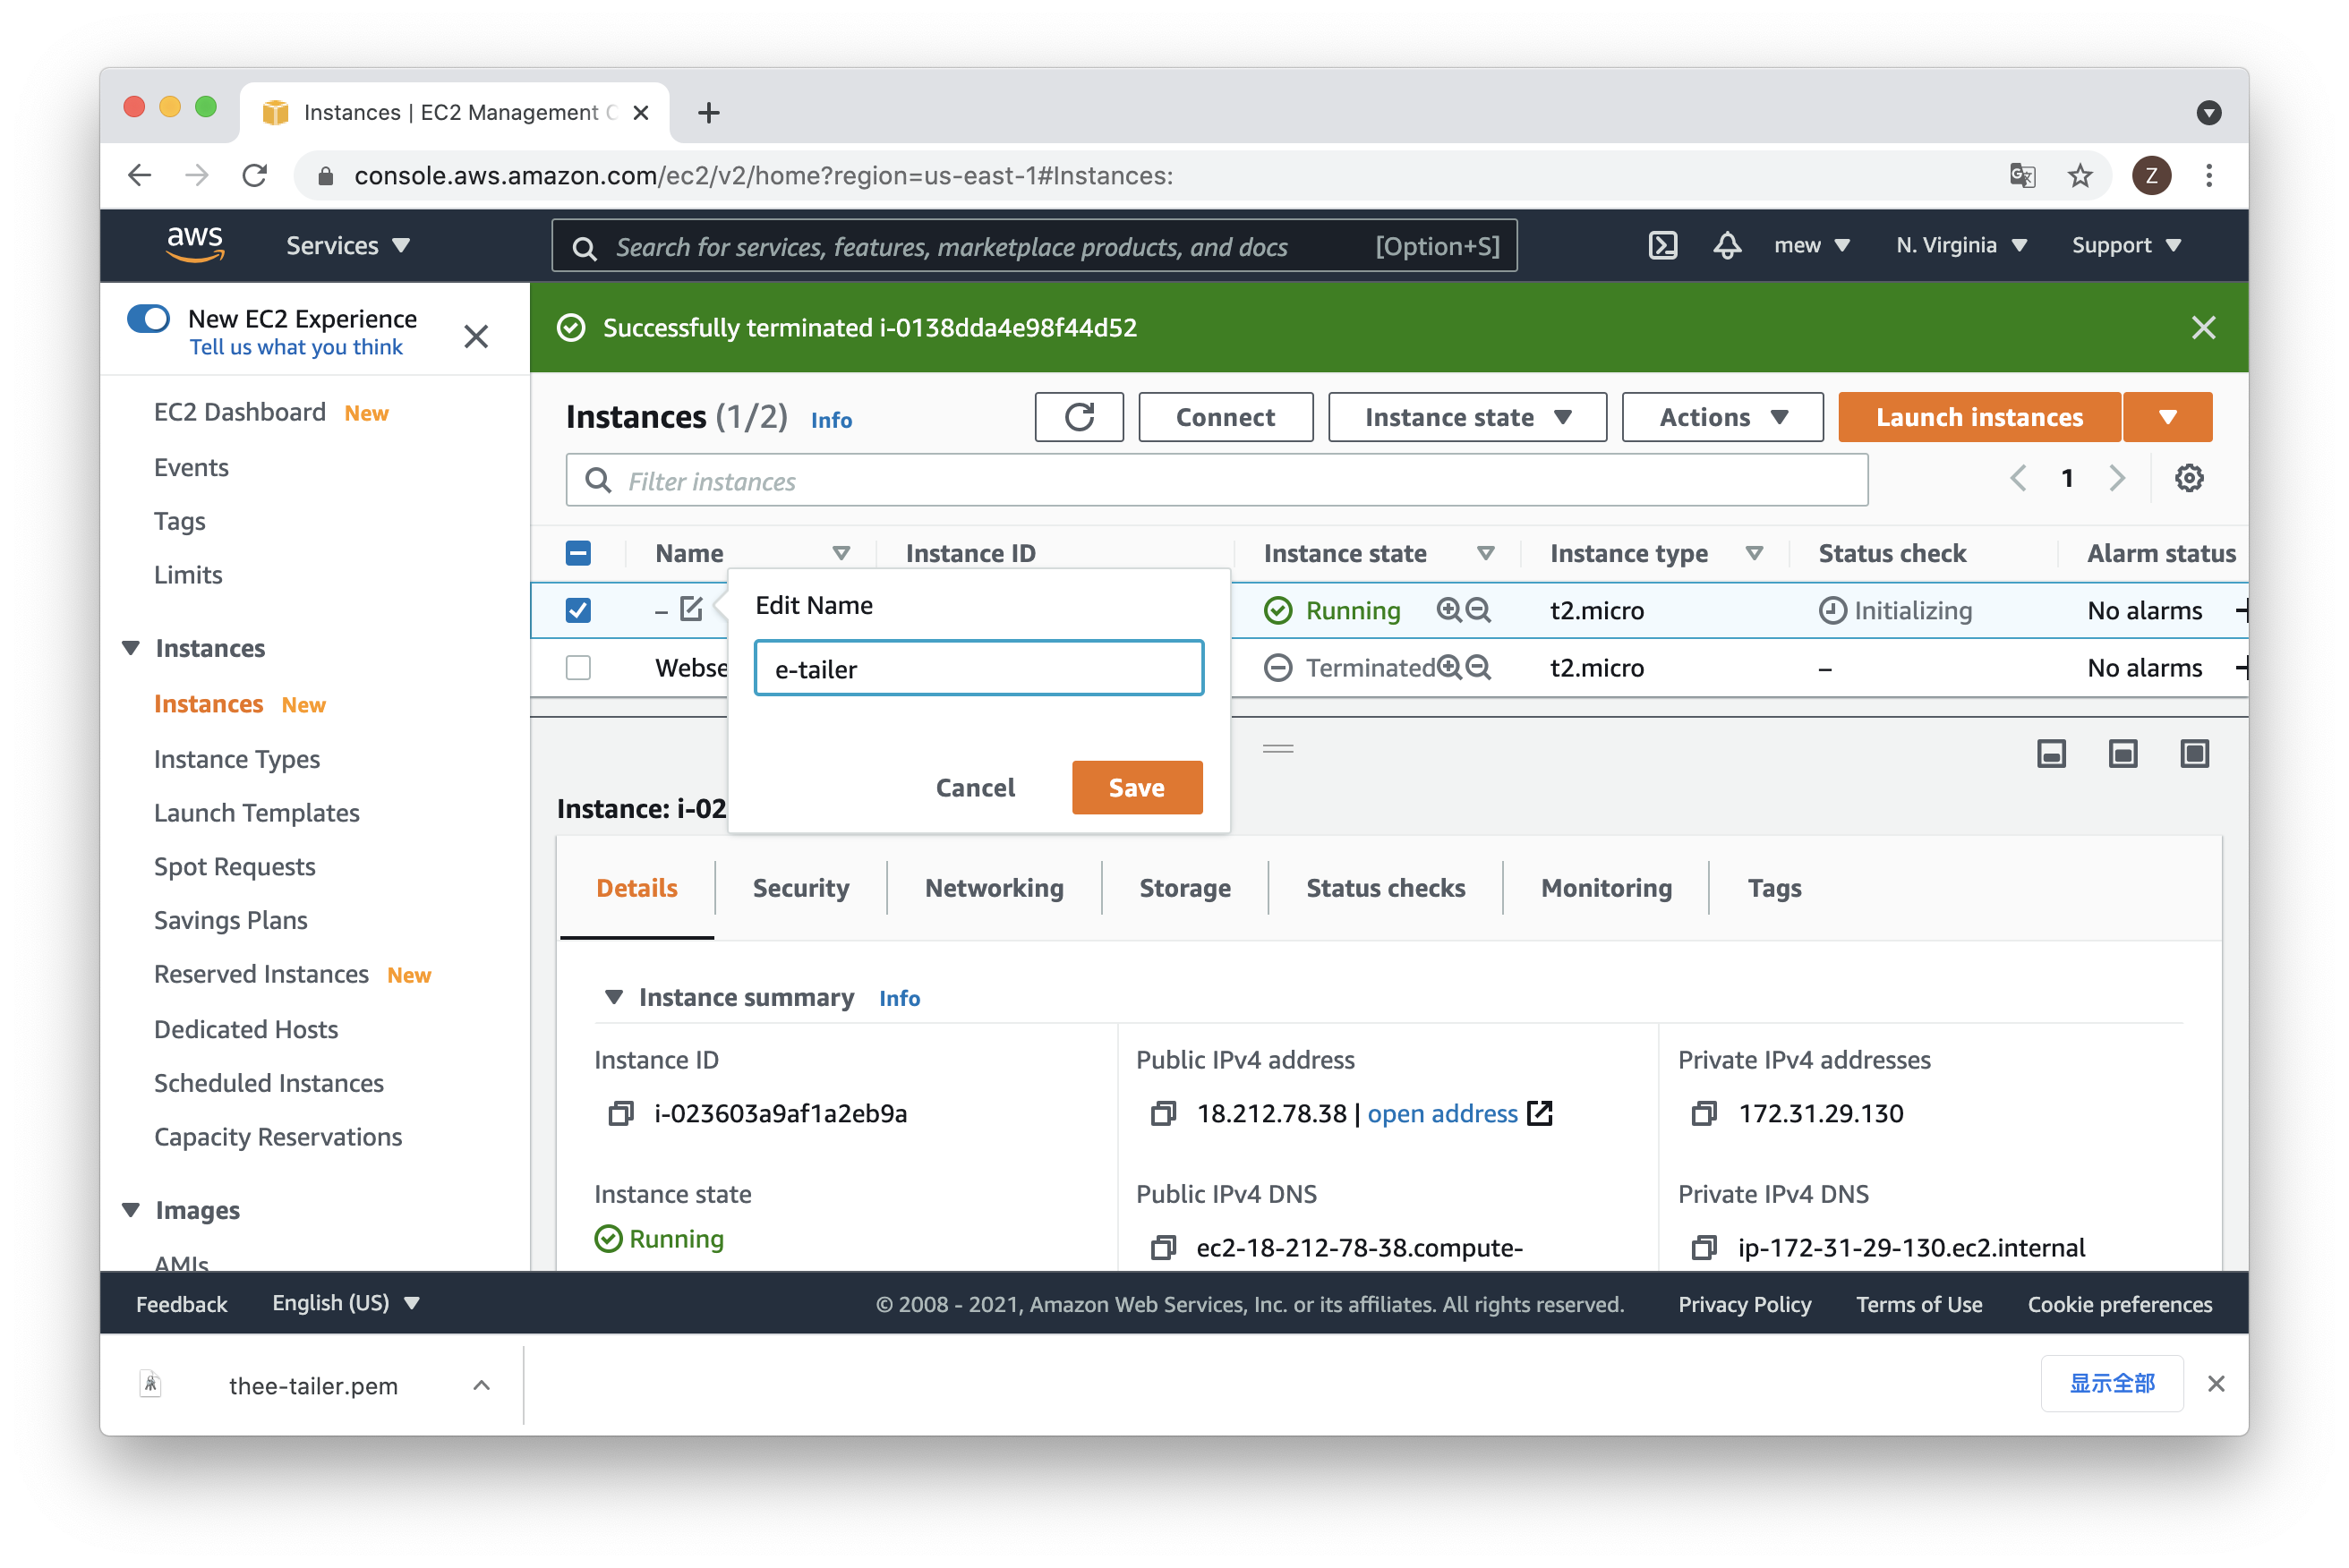 Instances | EC2 Management C
console.aws.amazon.com/ec2/v2/home?region=us-east-1#Instances:
Z
aws
Services
Search for services, features, marketplace products, and docs
[Option+S]
mew
N. Virginia
Support
New EC2 Experience
Tell us what you think
Successfully terminated i-0138dda4e98f44d52
EC2 Dashboard New
Events
Tags
Limits
Instances
Instances New
Instance Types
Launch Templates
Spot Requests
Savings Plans
Reserved Instances New
Dedicated Hosts
Scheduled Instances
Capacity Reservations
Images
AMIs
Instances (1/2) Info
Connect
Instance state
Actions
Launch instances
Filter instances
1
Name
Instance ID
Instance state
Instance type
Status check
Alarm status
–
Running
t2.micro
Initializing
No alarms
Webse
Terminated
t2.micro
–
No alarms
Edit Name
e-tailer
Cancel
Save
Instance: i-02
Details
Security
Networking
Storage
Status checks
Monitoring
Tags
Instance summary Info
Instance ID
i-023603a9af1a2eb9a
Public IPv4 address
18.212.78.38 | open address
Private IPv4 addresses
172.31.29.130
Instance state
Running
Public IPv4 DNS
ec2-18-212-78-38.compute-
Private IPv4 DNS
ip-172-31-29-130.ec2.internal
Feedback
English (US)
© 2008 - 2021, Amazon Web Services, Inc. or its affiliates. All rights reserved.
Privacy Policy
Terms of Use
Cookie preferences
thee-tailer.pem
显示全部